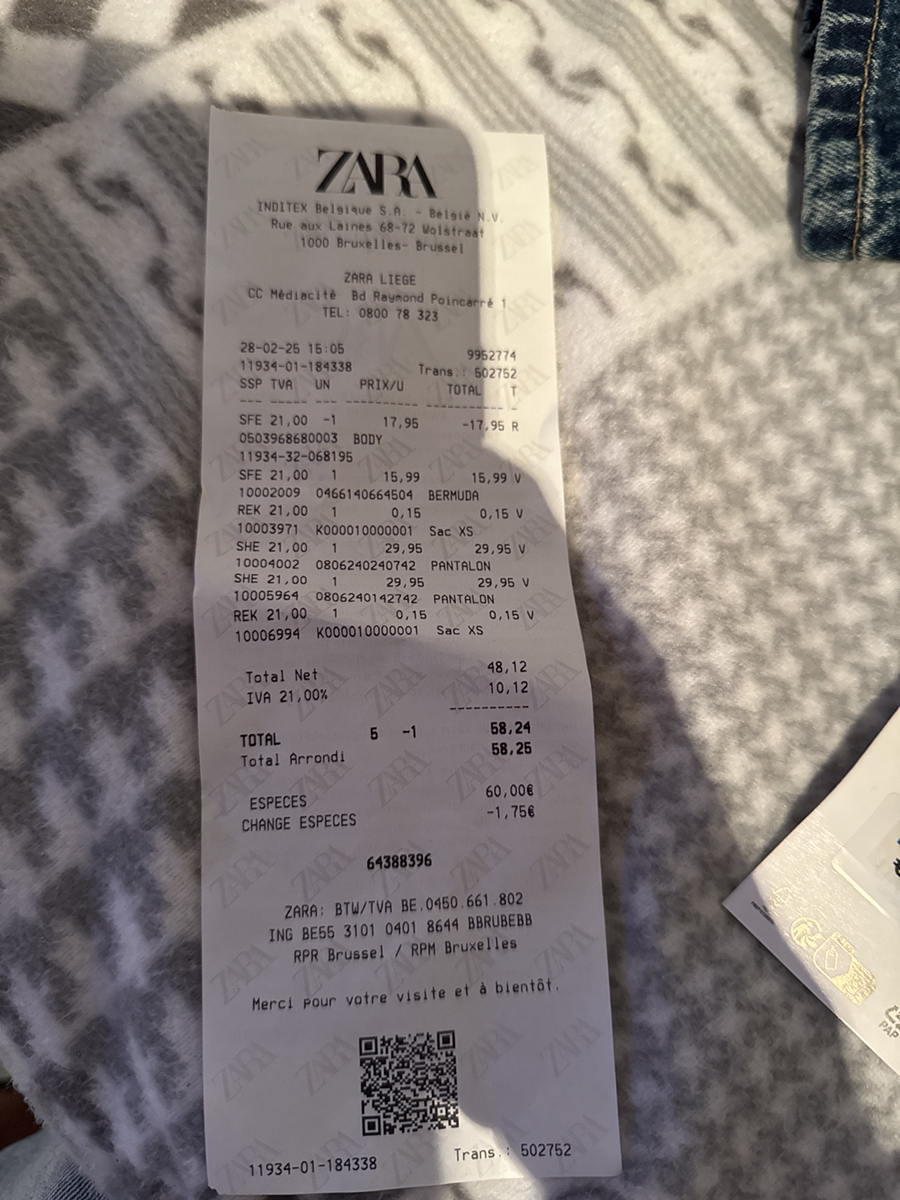 ZARA
INDITEX Belgique S.A. - België N.V.
Rue aux Laines 68-72 Wolstraat
1000 Bruxelles- Brussel
ZARA LIEGE
CC Médiacité Bd Raymond Poincarré 1
TEL: 0800 78 323
28-02-25 15:05 9952774
11934-01-184338 Trans.: 502752
SSP TVA UN PRIX/U TOTAL T
--- --- --- ---------- ---------- -
SFE 21,00 -1 17,95 -17,95 R
0503968680003 BODY
11934-32-068195
SFE 21,00 1 15,99 15,99 V
10002009 0466140664504 BERMUDA
REK 21,00 1 0,15 0,15 V
10003971 K000010000001 Sac XS
SHE 21,00 1 29,95 29,95 V
10004002 0806240240742 PANTALON
SHE 21,00 1 29,95 29,95 V
10005964 0806240142742 PANTALON
REK 21,00 1 0,15 0,15 V
10006994 K000010000001 Sac XS
Total Net 48,12
IVA 21,00% 10,12
----------
TOTAL 5 -1 58,24
Total Arrondi 58,25
ESPECES 60,00€
CHANGE ESPECES -1,75€
64388396
ZARA: BTW/TVA BE.0450.661.802
ING BE55 3101 0401 8644 BBRUBEBB
RPR Brussel / RPM Bruxelles
Merci pour votre visite et à bientôt.
11934-01-184338 Trans.: 502752
PAP